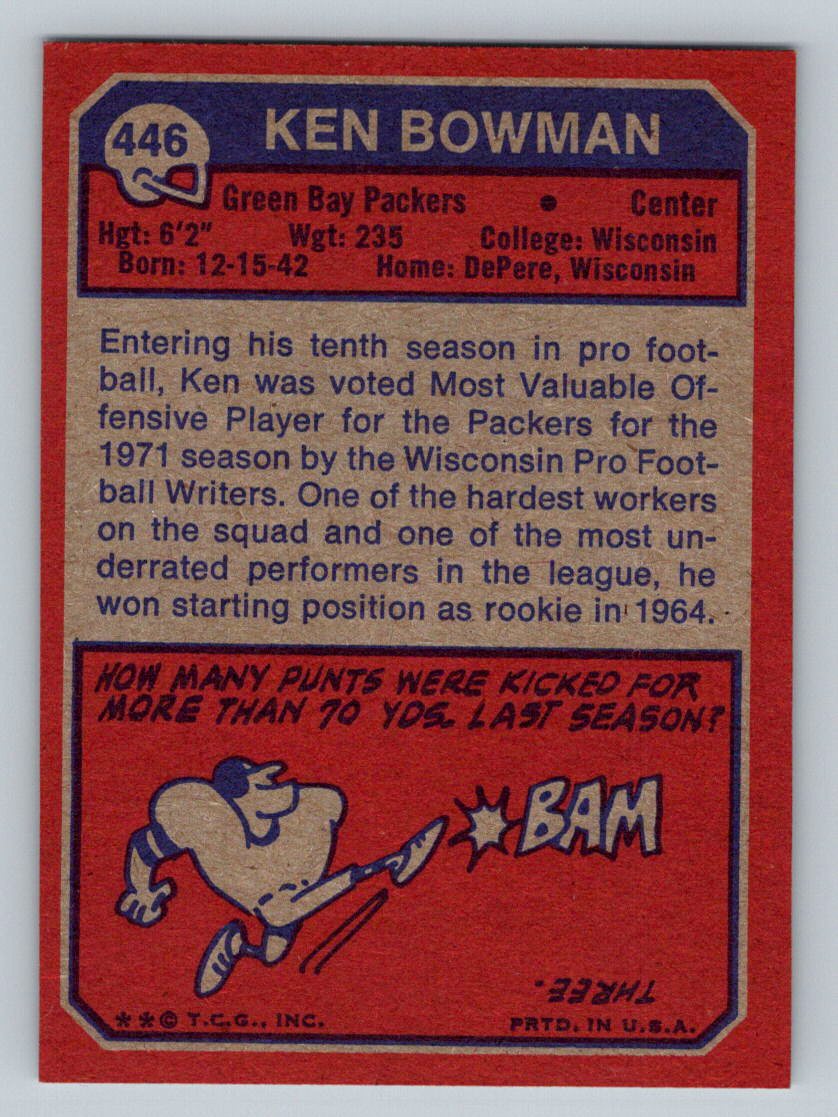 446
KEN BOWMAN
Green Bay Packers • Center
Hgt: 6'2" Wgt: 235 College: Wisconsin
Born: 12-15-42 Home: DePere, Wisconsin
Entering his tenth season in pro foot-
ball, Ken was voted Most Valuable Of-
fensive Player for the Packers for the
1971 season by the Wisconsin Pro Foot-
ball Writers. One of the hardest workers
on the squad and one of the most un-
derrated performers in the league, he
won starting position as rookie in 1964.
HOW MANY PUNTS WERE KICKED FOR
MORE THAN 70 YDS. LAST SEASON?
BAM
THREE.
**© T.C.G., INC. PRTD. IN U.S.A.